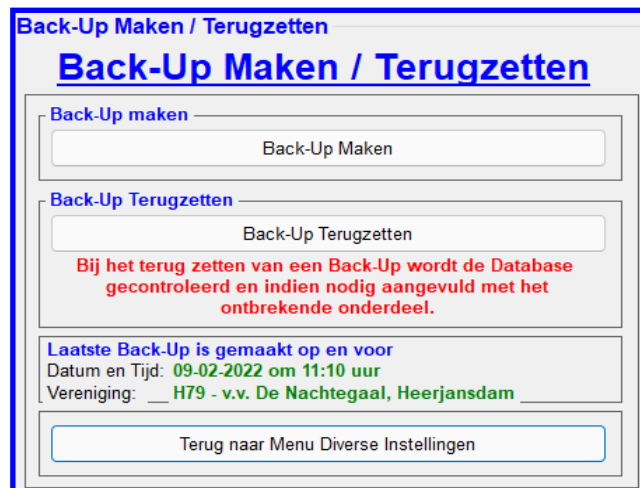 Back-Up Maken / Terugzetten
Back-Up Maken / Terugzetten
Back-Up maken
Back-Up Maken
Back-Up Terugzetten
Back-Up Terugzetten
Bij het terug zetten van een Back-Up wordt de Database
gecontroleerd en indien nodig aangevuld met het
ontbrekende onderdeel.
Laatste Back-Up is gemaakt op en voor
Datum en Tijd: 09-02-2022 om 11:10 uur
Vereniging: H79 - v.v. De Nachtegaal, Heerjansdam
Terug naar Menu Diverse Instellingen